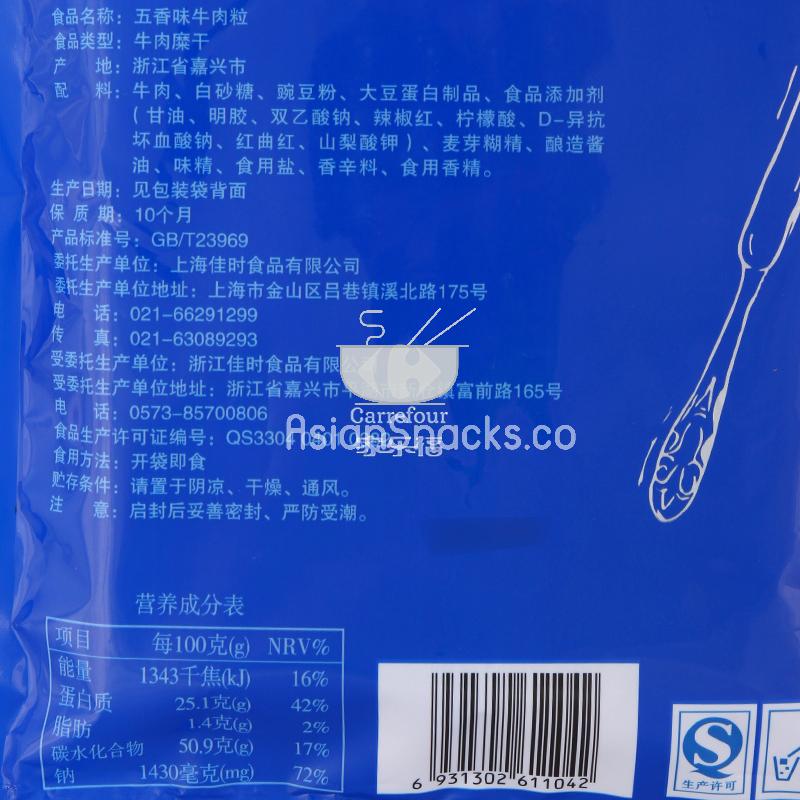 食品名称：五香味牛肉粒
食品类型：牛肉糜干
产 地：浙江省嘉兴市
配 料：牛肉、白砂糖、豌豆粉、大豆蛋白制品、食品添加剂
（甘油、明胶、双乙酸钠、辣椒红、柠檬酸、D-异抗
坏血酸钠、红曲红、山梨酸钾）、麦芽糊精、酿造酱
油、味精、食用盐、香辛料、食用香精。
生产日期：见包装袋背面
保 质 期：10个月
产品标准号：GB/T23969
委托生产单位：上海佳时食品有限公司
委托生产单位地址：上海市金山区吕巷镇溪北路175号
电 话：021-66291299
传 真：021-63089293
受委托生产单位：浙江佳时食品有限公
受委托生产单位地址：浙江省嘉兴市 镇富前路165号
电 话：0573-85700806
Carrefour
家乐福
AsianSnacks.co
食品生产许可证编号：QS3304
食用方法：开袋即食
贮存条件：请置于阴凉、干燥、通风。
注 意：启封后妥善密封、严防受潮。
营养成分表
项目 每100克(g) NRV%
能量 1343千焦(kJ) 16%
蛋白质 25.1克(g) 42%
脂肪 1.4克(g) 2%
碳水化合物 50.9克(g) 17%
钠 1430毫克(mg) 72%
6 931302 611042
生产许可